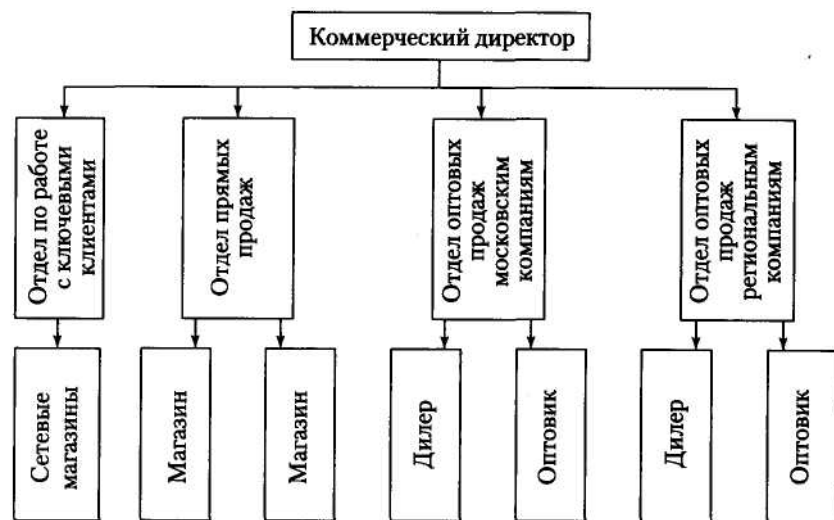 Коммерческий директор
Отдел по работе
с ключевыми
клиентами
Отдел прямых
продаж
Отдел оптовых
продаж
московским
компаниям
Отдел оптовых
продаж
региональным
компаниям
Сетевые
магазины
Магазин
Магазин
Дилер
Оптовик
Дилер
Оптовик